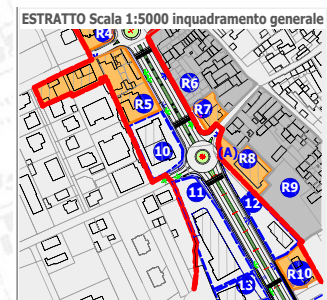 ESTRATTO Scala 1:5000 inquadramento generale
R4
R6
R5
R7
10
(A)
R8
11
R9
12
R10
13